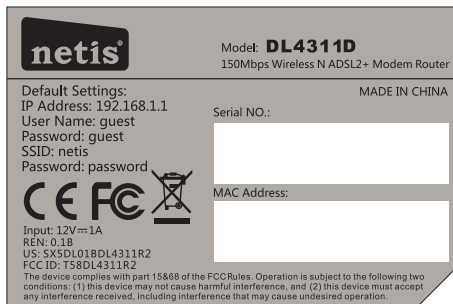 netis
Model: DL4311D
150Mbps Wireless N ADSL2+ Modem Router
Default Settings:
IP Address: 192.168.1.1
User Name: guest
Password: guest
SSID: netis
Password: password
MADE IN CHINA
Serial NO.:
MAC Address:
CE FC
Input: 12V⎓1A
REN: 0.1B
US: SX5DL01BDL4311R2
FCC ID: T58DL4311R2
The device complies with part 15&68 of the FCC Rules. Operation is subject to the following two
conditions: (1) this device may not cause harmful interference, and (2) this device must accept
any interference received, including interference that may cause undesired operation.